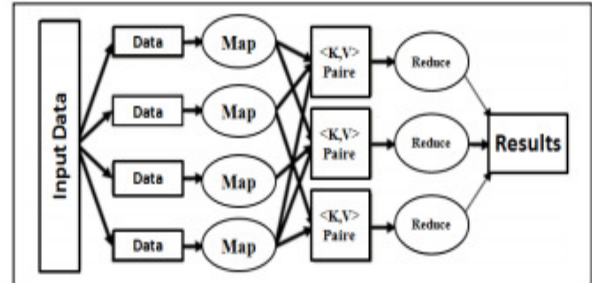 Input Data
Data
Map
Data
Map
Data
Map
Data
Map
<K,V>
Paire
<K,V>
Paire
<K,V>
Paire
Reduce
Reduce
Reduce
Results